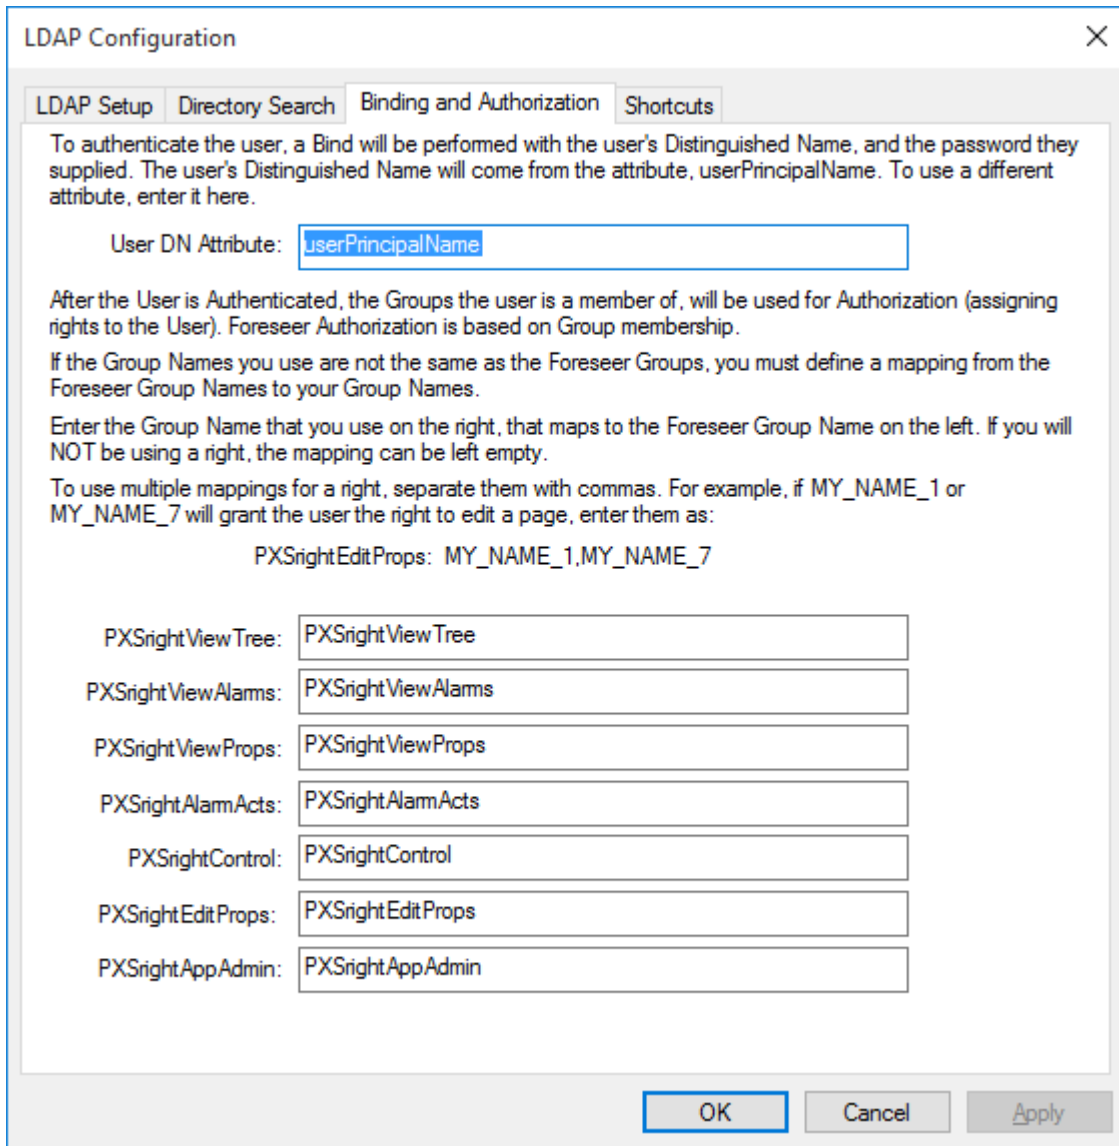 LDAP Configuration
LDAP Setup Directory Search Binding and Authorization Shortcuts
To authenticate the user, a Bind will be performed with the user's Distinguished Name, and the password they
supplied. The user's Distinguished Name will come from the attribute, userPrincipalName. To use a different
attribute, enter it here.
User DN Attribute: userPrincipalName
After the User is Authenticated, the Groups the user is a member of, will be used for Authorization (assigning
rights to the User). Foreseer Authorization is based on Group membership.
If the Group Names you use are not the same as the Foreseer Groups, you must define a mapping from the
Foreseer Group Names to your Group Names.
Enter the Group Name that you use on the right, that maps to the Foreseer Group Name on the left. If you will
NOT be using a right, the mapping can be left empty.
To use multiple mappings for a right, separate them with commas. For example, if MY_NAME_1 or
MY_NAME_7 will grant the user the right to edit a page, enter them as:
PXSrightEditProps: MY_NAME_1,MY_NAME_7
PXSrightViewTree: PXSrightViewTree
PXSrightViewAlarms: PXSrightViewAlarms
PXSrightViewProps: PXSrightViewProps
PXSrightAlarmActs: PXSrightAlarmActs
PXSrightControl: PXSrightControl
PXSrightEditProps: PXSrightEditProps
PXSrightAppAdmin: PXSrightAppAdmin
OK Cancel Apply